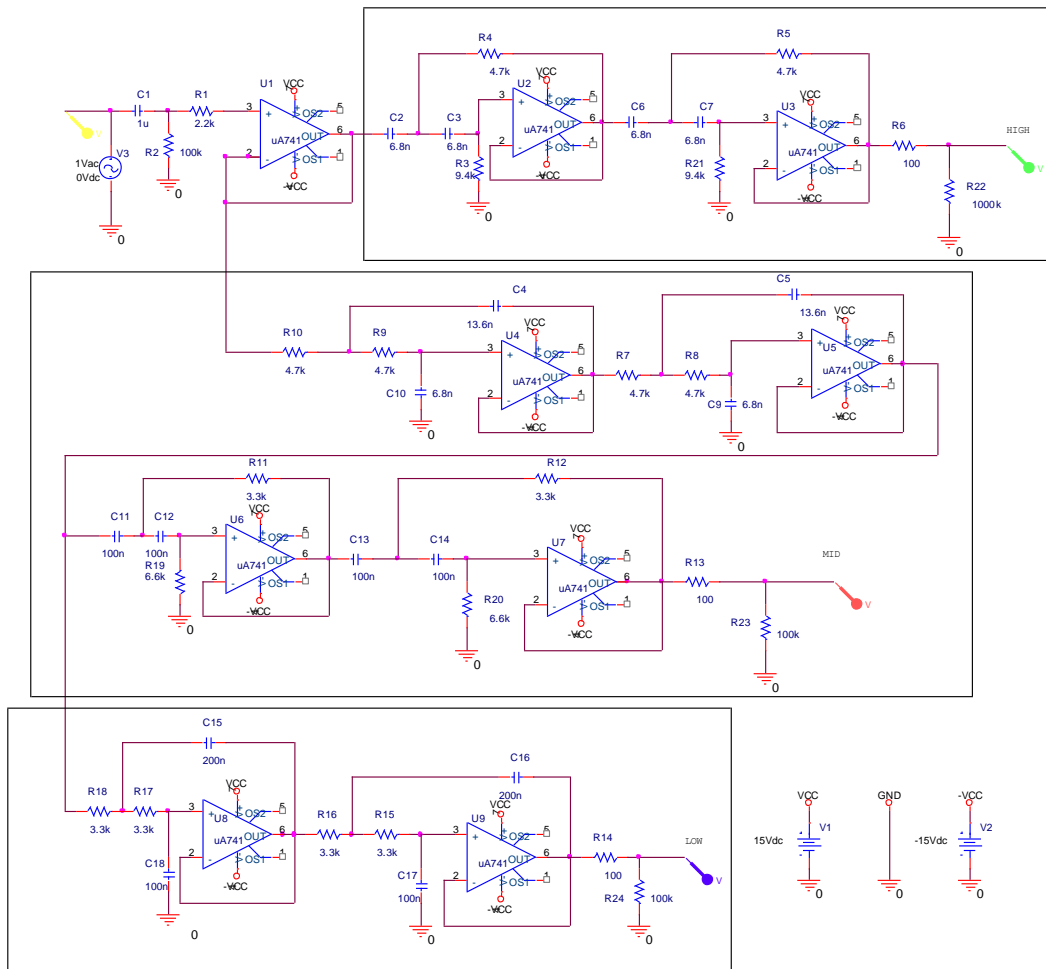 R4
4.7k
R5
4.7k
C1
1u
R1
2.2k
R2
100k
V3
1Vac
0Vdc
0
0
U1
VCC
3
+
2
-
uA741
OS2
5
OUT
6
OS1
1
V+
V-
-VCC
C2
6.8n
C3
6.8n
R3
9.4k
0
U2
VCC
3
+
2
-
uA741
OS2
5
OUT
6
OS1
1
V+
V-
-VCC
C6
6.8n
C7
6.8n
R21
9.4k
0
U3
VCC
3
+
2
-
uA741
OS2
5
OUT
6
OS1
1
V+
V-
-VCC
R6
100
HIGH
V
V
R22
1000k
0
C4
13.6n
C5
13.6n
R10
4.7k
R9
4.7k
C10
6.8n
0
U4
VCC
3
+
2
-
uA741
OS2
5
OUT
6
OS1
1
V+
V-
-VCC
R7
4.7k
R8
4.7k
C9
6.8n
0
U5
VCC
3
+
2
-
uA741
OS2
5
OUT
6
OS1
1
V+
V-
-VCC
R11
3.3k
R12
3.3k
C11
100n
C12
100n
R19
6.6k
0
U6
VCC
3
+
2
-
uA741
OS2
5
OUT
6
OS1
1
V+
V-
-VCC
C13
100n
C14
100n
R20
6.6k
0
U7
VCC
3
+
2
-
uA741
OS2
5
OUT
6
OS1
1
V+
V-
-VCC
R13
100
MID
V
R23
100k
0
C15
200n
C16
200n
R18
3.3k
R17
3.3k
C18
100n
0
U8
VCC
3
+
2
-
uA741
OS2
5
OUT
6
OS1
1
V+
V-
-VCC
R16
3.3k
R15
3.3k
C17
100n
0
U9
VCC
3
+
2
-
uA741
OS2
5
OUT
6
OS1
1
V+
V-
-VCC
R14
100
LOW
V
R24
100k
0
VCC
GND
-VCC
V1
15Vdc
V2
-15Vdc
0
0
0